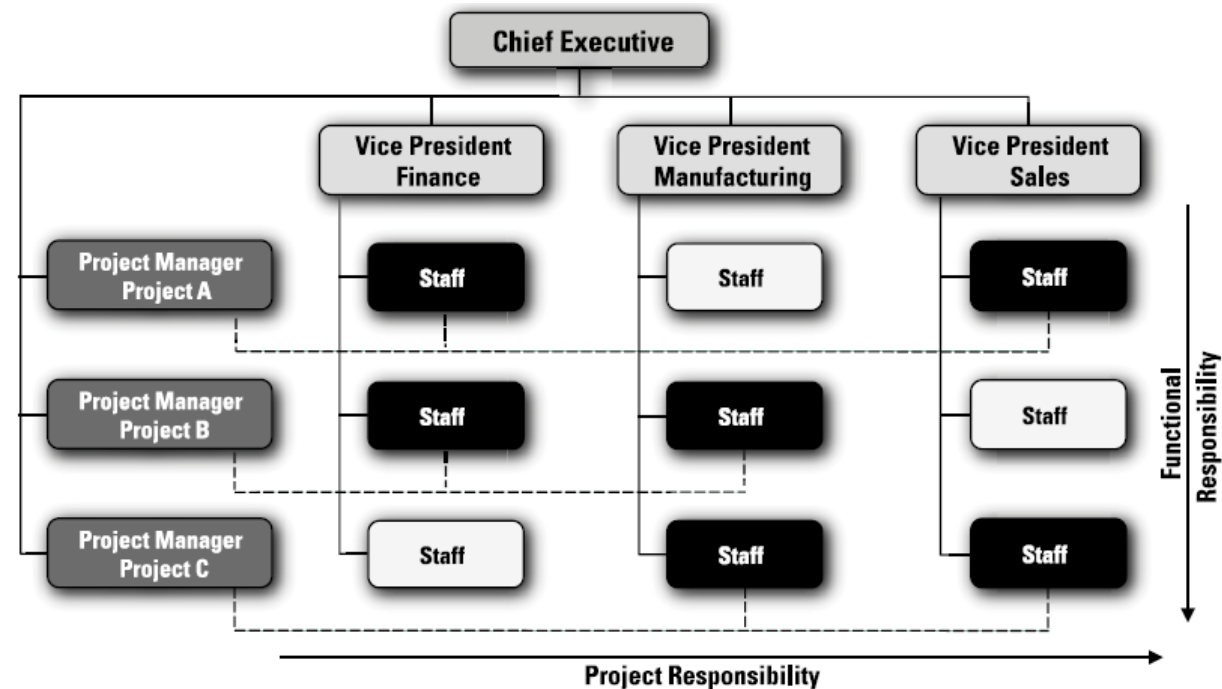 Chief Executive
Vice President
Finance
Vice President
Manufacturing
Vice President
Sales
Project Manager
Project A
Staff
Staff
Staff
Project Manager
Project B
Staff
Staff
Staff
Project Manager
Project C
Staff
Staff
Staff
Functional
Responsibility
Project Responsibility